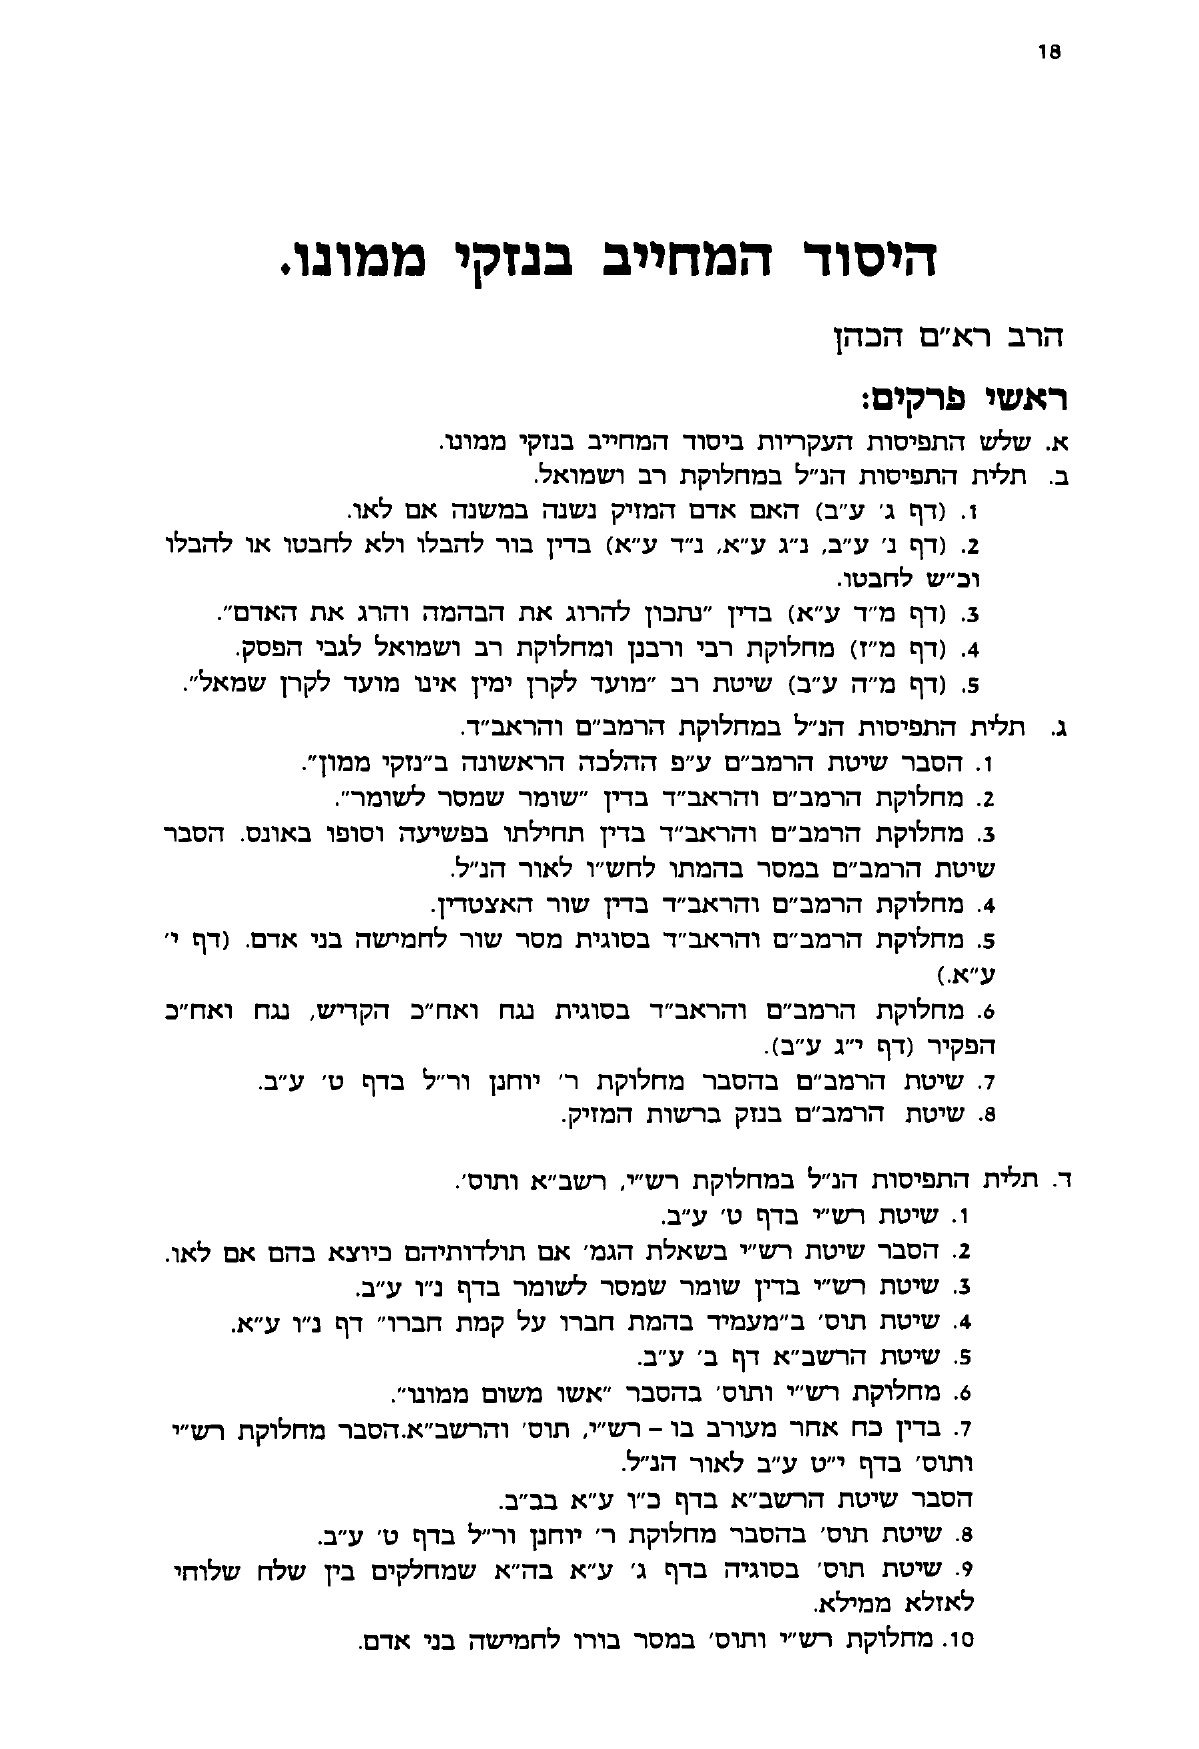 18
היסוד המחייב בנזקי ממונו.
הרב רא״ם הכהן
ראשי פרקים:
א. שלש התפיסות העקריות ביסוד המחייב בנזקי ממונו.
ב. תלית התפיסות הנ״ל במחלוקת רב ושמואל.
1. (דף ג׳ ע״ב) האם אדם המזיק נשנה במשנה אם לאו.
2. (דף נ׳ ע״ב, נ״ג ע״א, נ״ד ע״א) בדין בור להבלו ולא לחבטו או להבלו
וכ״ש לחבטו.
3. (דף מ״ד ע״א) בדין ״נתכון להרוג את הבהמה והרג את האדם״.
4. (דף מ״ז) מחלוקת רבי ורבנן ומחלוקת רב ושמואל לגבי הפסק.
5. (דף מ״ה ע״ב) שיטת רב ״מועד לקרן ימין אינו מועד לקרן שמאל״.
ג. תלית התפיסות הנ״ל במחלוקת הרמב״ם והראב״ד.
1. הסבר שיטת הרמב״ם ע״פ ההלכה הראשונה ב״נזקי ממון״.
2. מחלוקת הרמב״ם והראב״ד בדין ״שומר שמסר לשומר״.
3. מחלוקת הרמב״ם והראב״ד בדין תחילתו בפשיעה וסופו באונס. הסבר
שיטת הרמב״ם במסר בהמתו לחש״ו לאור הנ״ל.
4. מחלוקת הרמב״ם והראב״ד בדין שור האצטדין.
5. מחלוקת הרמב״ם והראב״ד בסוגית מסר שור לחמישה בני אדם. (דף י׳
ע״א.)
6. מחלוקת הרמב״ם והראב״ד בסוגית נגח ואח״כ הקדיש, נגח ואח״כ
הפקיר (דף י״ג ע״ב).
7. שיטת הרמב״ם בהסבר מחלוקת ר׳ יוחנן ור״ל בדף ט׳ ע״ב.
8. שיטת הרמב״ם בנזק ברשות המזיק.
ד. תלית התפיסות הנ״ל במחלוקת רש״י, רשב״א ותוס׳.
1. שיטת רש״י בדף ט׳ ע״ב.
2. הסבר שיטת רש״י בשאלת הגמ׳ אם תולדותיהם כיוצא בהם אם לאו.
3. שיטת רש״י בדין שומר שמסר לשומר בדף נ״ו ע״ב.
4. שיטת תוס׳ ב״מעמיד בהמת חברו על קמת חברו״ דף נ״ו ע״א.
5. שיטת הרשב״א דף ב׳ ע״ב.
6. מחלוקת רש״י ותוס׳ בהסבר ״אשו משום ממונו״.
7. בדין כח אחר מעורב בו – רש״י, תוס׳ והרשב״א.הסבר מחלוקת רש״י
ותוס׳ בדף י״ט ע״ב לאור הנ״ל.
הסבר שיטת הרשב״א בדף כ״ו ע״א בב״ב.
8. שיטת תוס׳ בהסבר מחלוקת ר׳ יוחנן ור״ל בדף ט׳ ע״ב.
9. שיטת תוס׳ בסוגיה בדף ג׳ ע״א בה״א שמחלקים בין שלח שלוחי
לאזלא ממילא.
10. מחלוקת רש״י ותוס׳ במסר בורו לחמישה בני אדם.